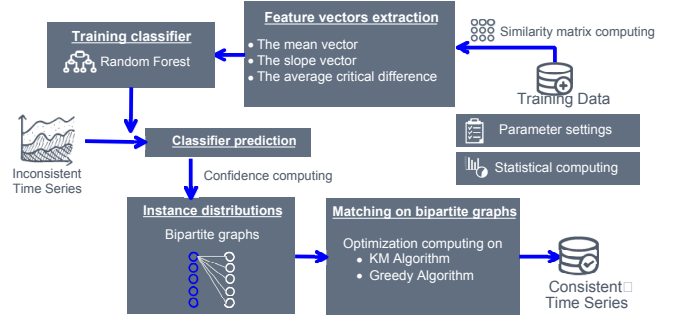 Feature vectors extraction
• The mean vector
• The slope vector
• The average critical difference
Similarity matrix computing
Training Data
Training classifier
Random Forest
Parameter settings
Statistical computing
Inconsistent
Time Series
Classifier prediction
Confidence computing
Instance distributions
Bipartite graphs
Matching on bipartite graphs
Optimization computing on
• KM Algorithm
• Greedy Algorithm
Consistent□
Time Series